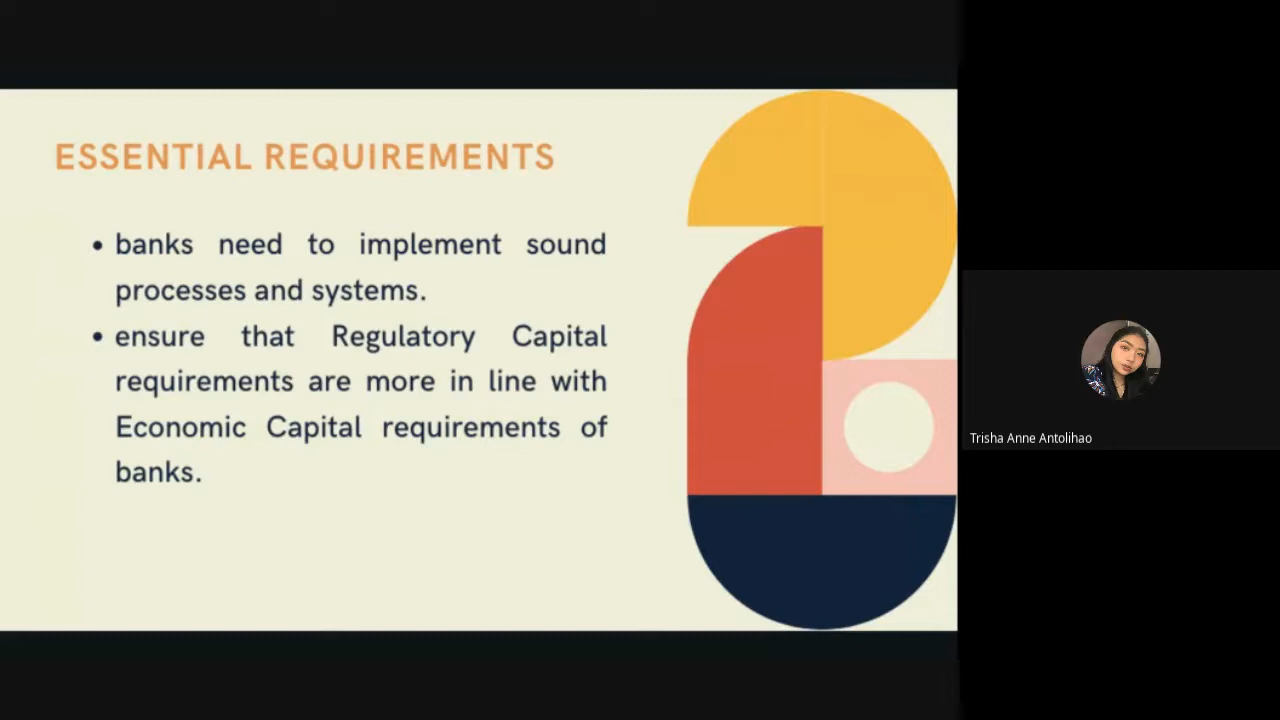 ESSENTIAL REQUIREMENTS
• banks need to implement sound
processes and systems.
• ensure that Regulatory Capital
requirements are more in line with
Economic Capital requirements of
banks.
Trisha Anne Antolihao